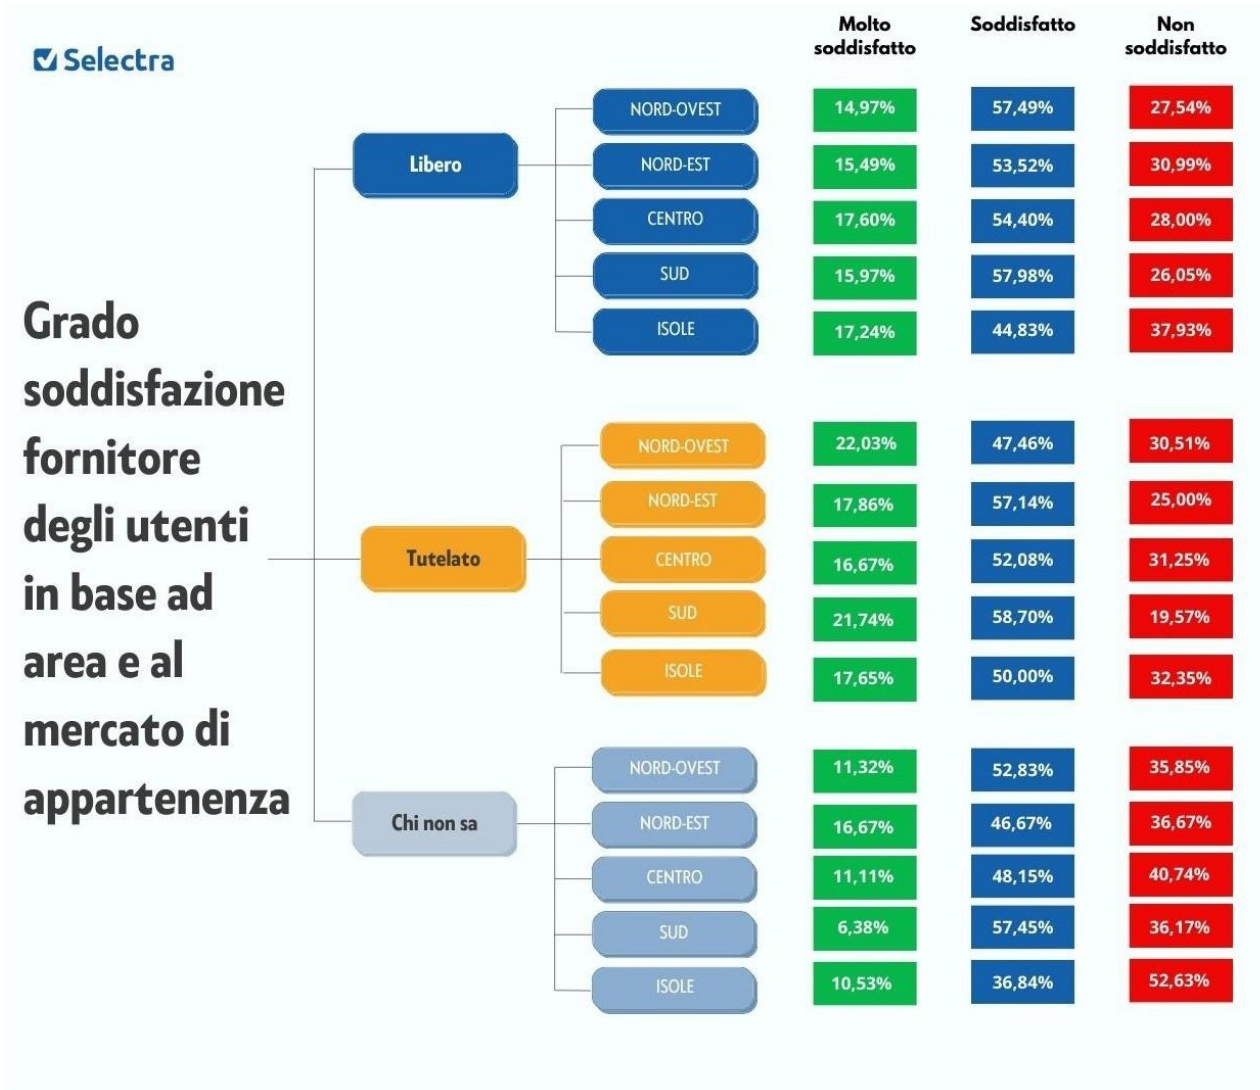 Selectra
Molto
soddisfatto
Soddisfatto
Non
soddisfatto
Grado
soddisfazione
fornitore
degli utenti
in base ad
area e al
mercato di
appartenenza
Libero
NORD-OVEST 14,97% 57,49% 27,54%
NORD-EST 15,49% 53,52% 30,99%
CENTRO 17,60% 54,40% 28,00%
SUD 15,97% 57,98% 26,05%
ISOLE 17,24% 44,83% 37,93%
Tutelato
NORD-OVEST 22,03% 47,46% 30,51%
NORD-EST 17,86% 57,14% 25,00%
CENTRO 16,67% 52,08% 31,25%
SUD 21,74% 58,70% 19,57%
ISOLE 17,65% 50,00% 32,35%
Chi non sa
NORD-OVEST 11,32% 52,83% 35,85%
NORD-EST 16,67% 46,67% 36,67%
CENTRO 11,11% 48,15% 40,74%
SUD 6,38% 57,45% 36,17%
ISOLE 10,53% 36,84% 52,63%